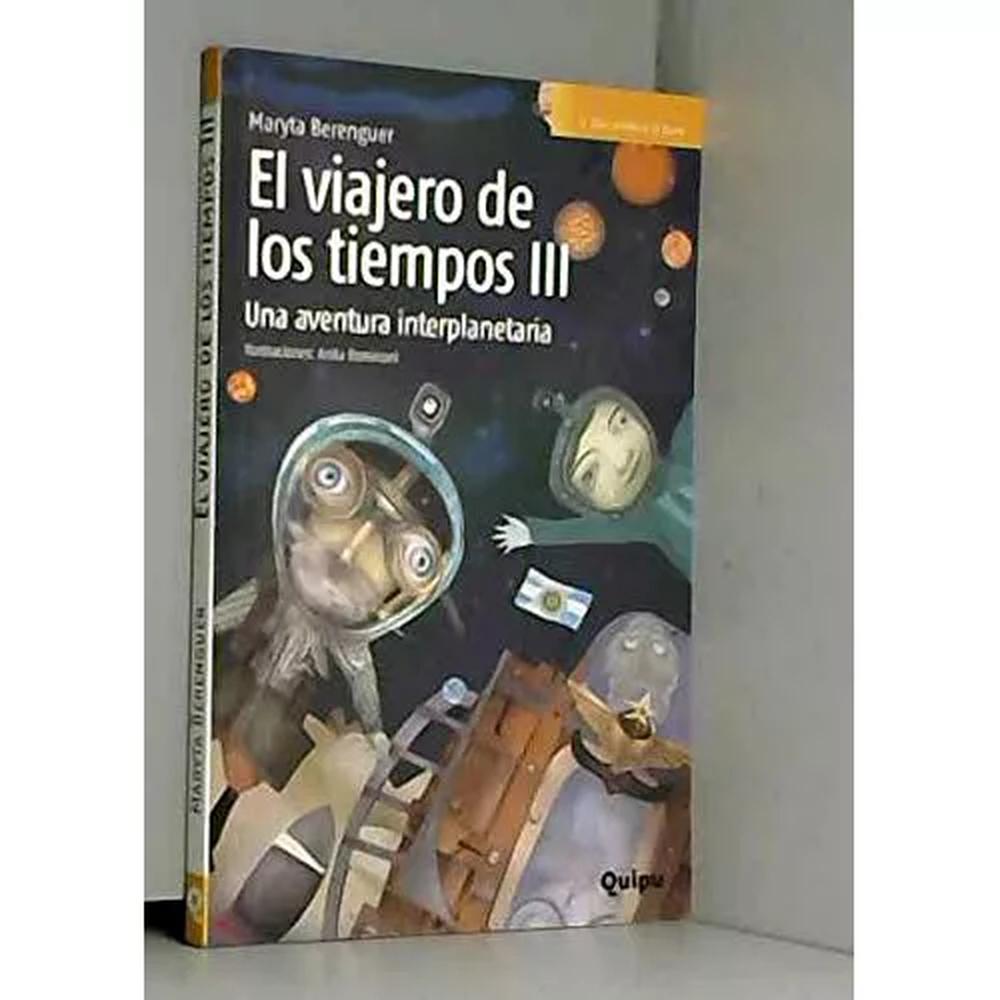 Maryta Berenguer
El viajero de
los tiempos III
Una aventura interplanetaria
Ilustraciones:
Quipu
EL VIAJERO DE LOS TIEMPOS III
MARYTA BERENGUER